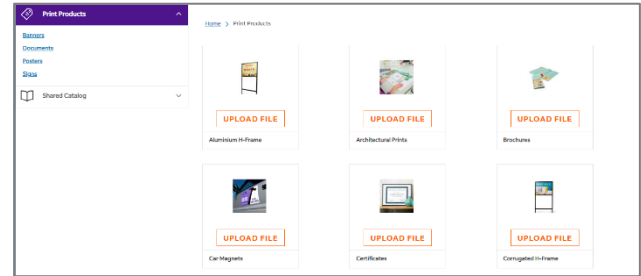 Print Products
Banners
Documents
Posters
Signs
Shared Catalog
Home > Print Products
UPLOAD FILE
UPLOAD FILE
UPLOAD FILE
Aluminium H-Frame
Architectural Prints
Brochures
UPLOAD FILE
UPLOAD FILE
UPLOAD FILE
Car Magnets
Certificates
Corrugated H-Frame